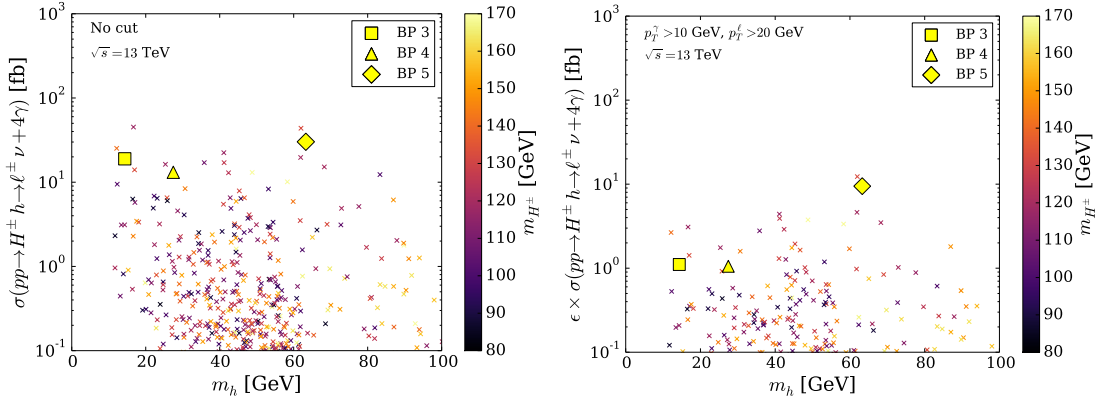 No cut
√s =13 TeV
BP 3
BP 4
BP 5
σ(pp→H± h→ℓ± ν+4γ) [fb]
10³
10²
10¹
10⁰
10⁻¹
0 20 40 60 80 100
m_h [GeV]
170
160
150
140
130
120
110
100
90
80
m_H± [GeV]
p_T^γ >10 GeV, p_T^ℓ >20 GeV
√s =13 TeV
BP 3
BP 4
BP 5
ϵ × σ(pp→H± h→ℓ± ν+4γ) [fb]
10³
10²
10¹
10⁰
10⁻¹
0 20 40 60 80 100
m_h [GeV]
170
160
150
140
130
120
110
100
90
80
m_H± [GeV]